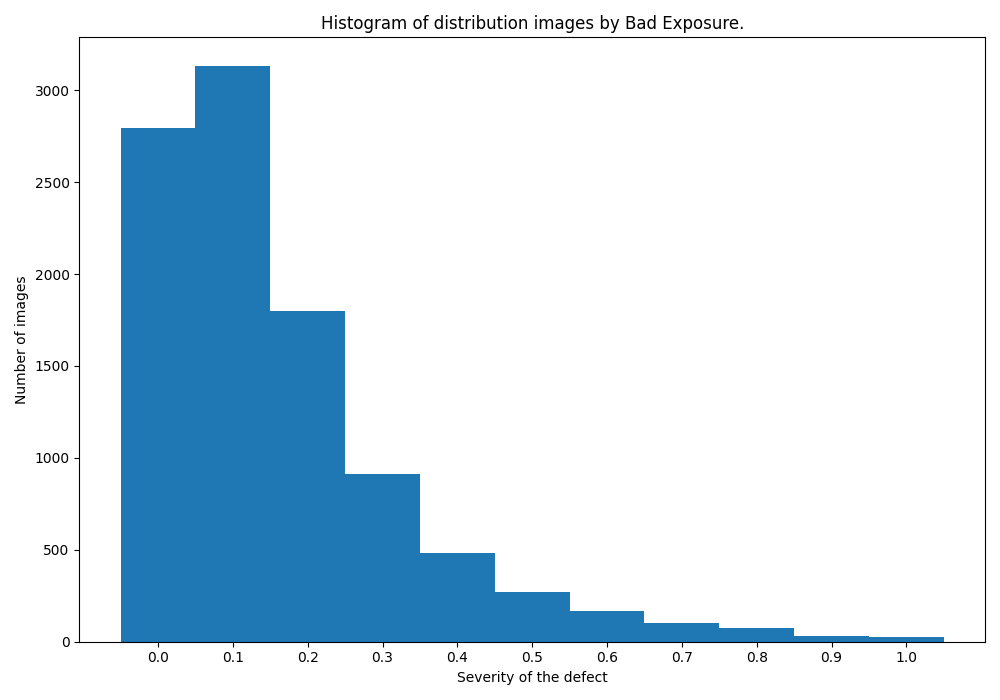 Histogram of distribution images by Bad Exposure.
Number of images
3000
2500
2000
1500
1000
500
0
0.0 0.1 0.2 0.3 0.4 0.5 0.6 0.7 0.8 0.9 1.0
Severity of the defect